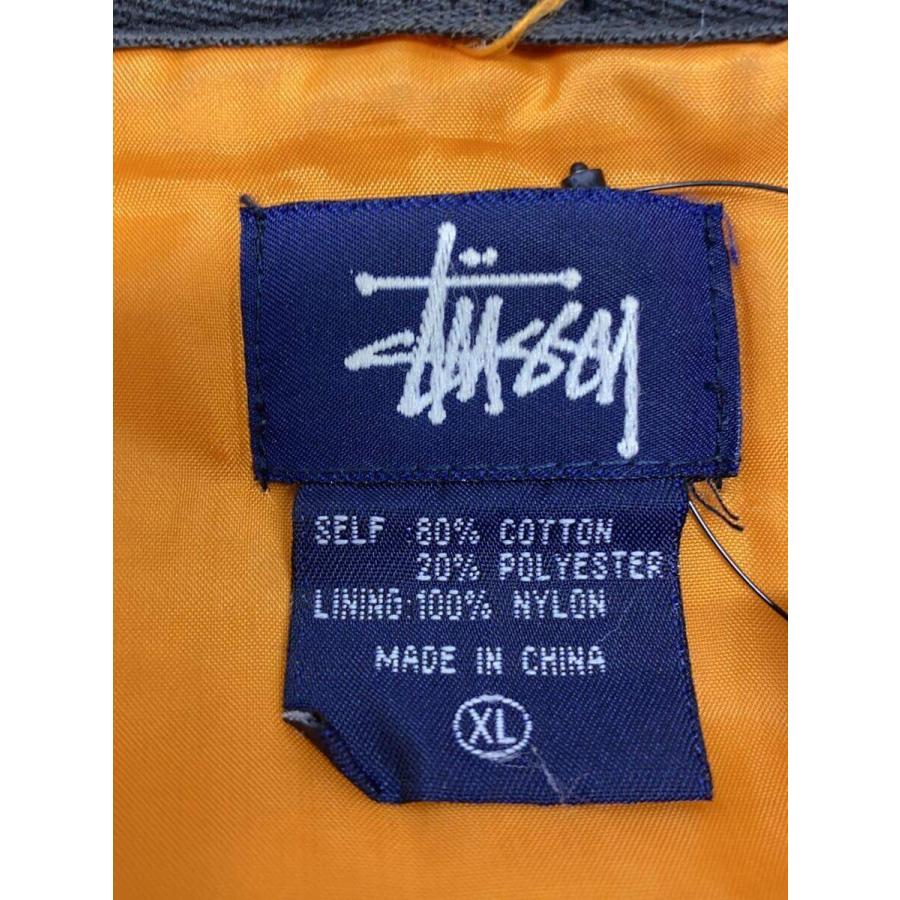 Stüssy
SELF 80% COTTON
20% POLYESTER
LINING:100% NYLON
MADE IN CHINA
XL